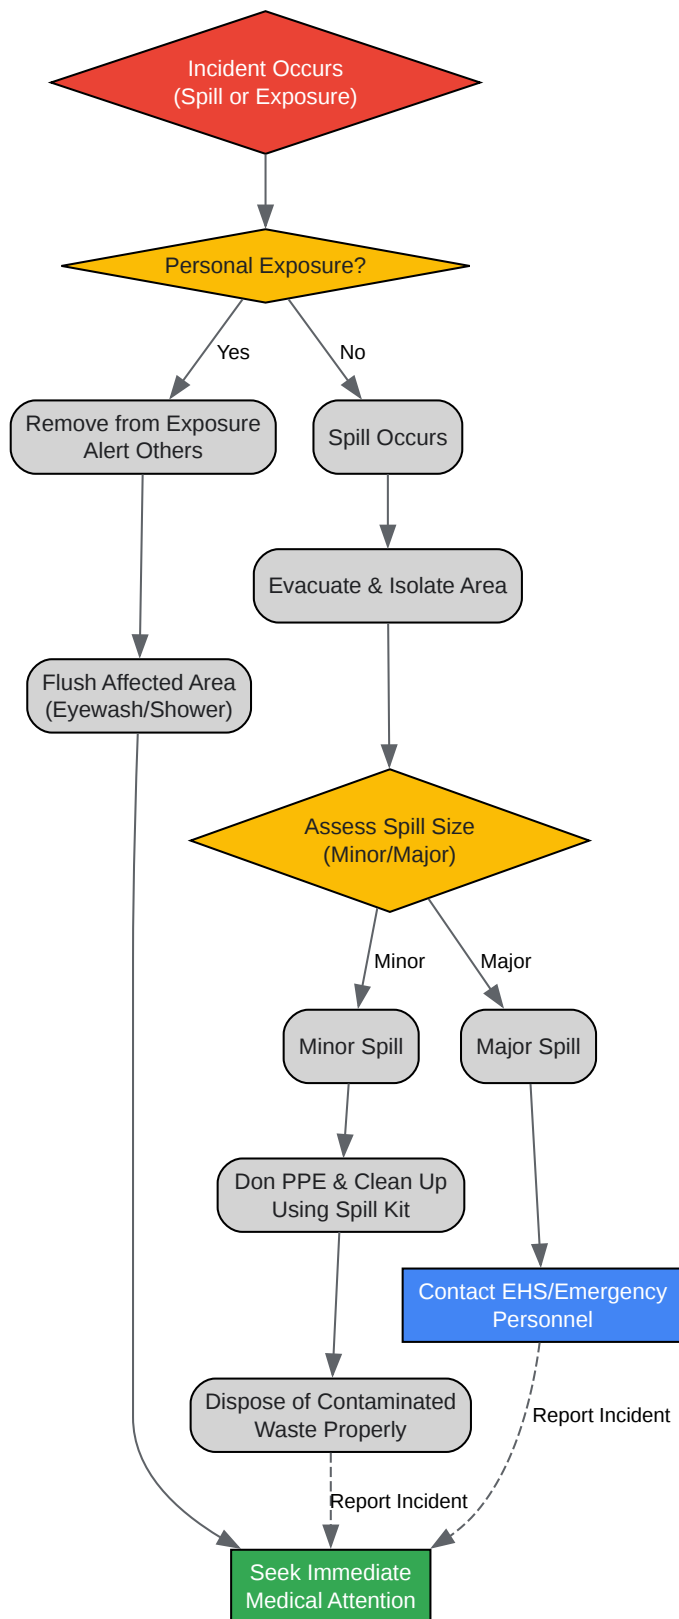 Incident Occurs
(Spill or Exposure)
Personal Exposure?
Yes
No
Remove from Exposure
Alert Others
Spill Occurs
Evacuate & Isolate Area
Flush Affected Area
(Eyewash/Shower)
Assess Spill Size
(Minor/Major)
Minor
Major
Minor Spill
Major Spill
Don PPE & Clean Up
Using Spill Kit
Contact EHS/Emergency
Personnel
Dispose of Contaminated
Waste Properly
Report Incident
Report Incident
Seek Immediate
Medical Attention